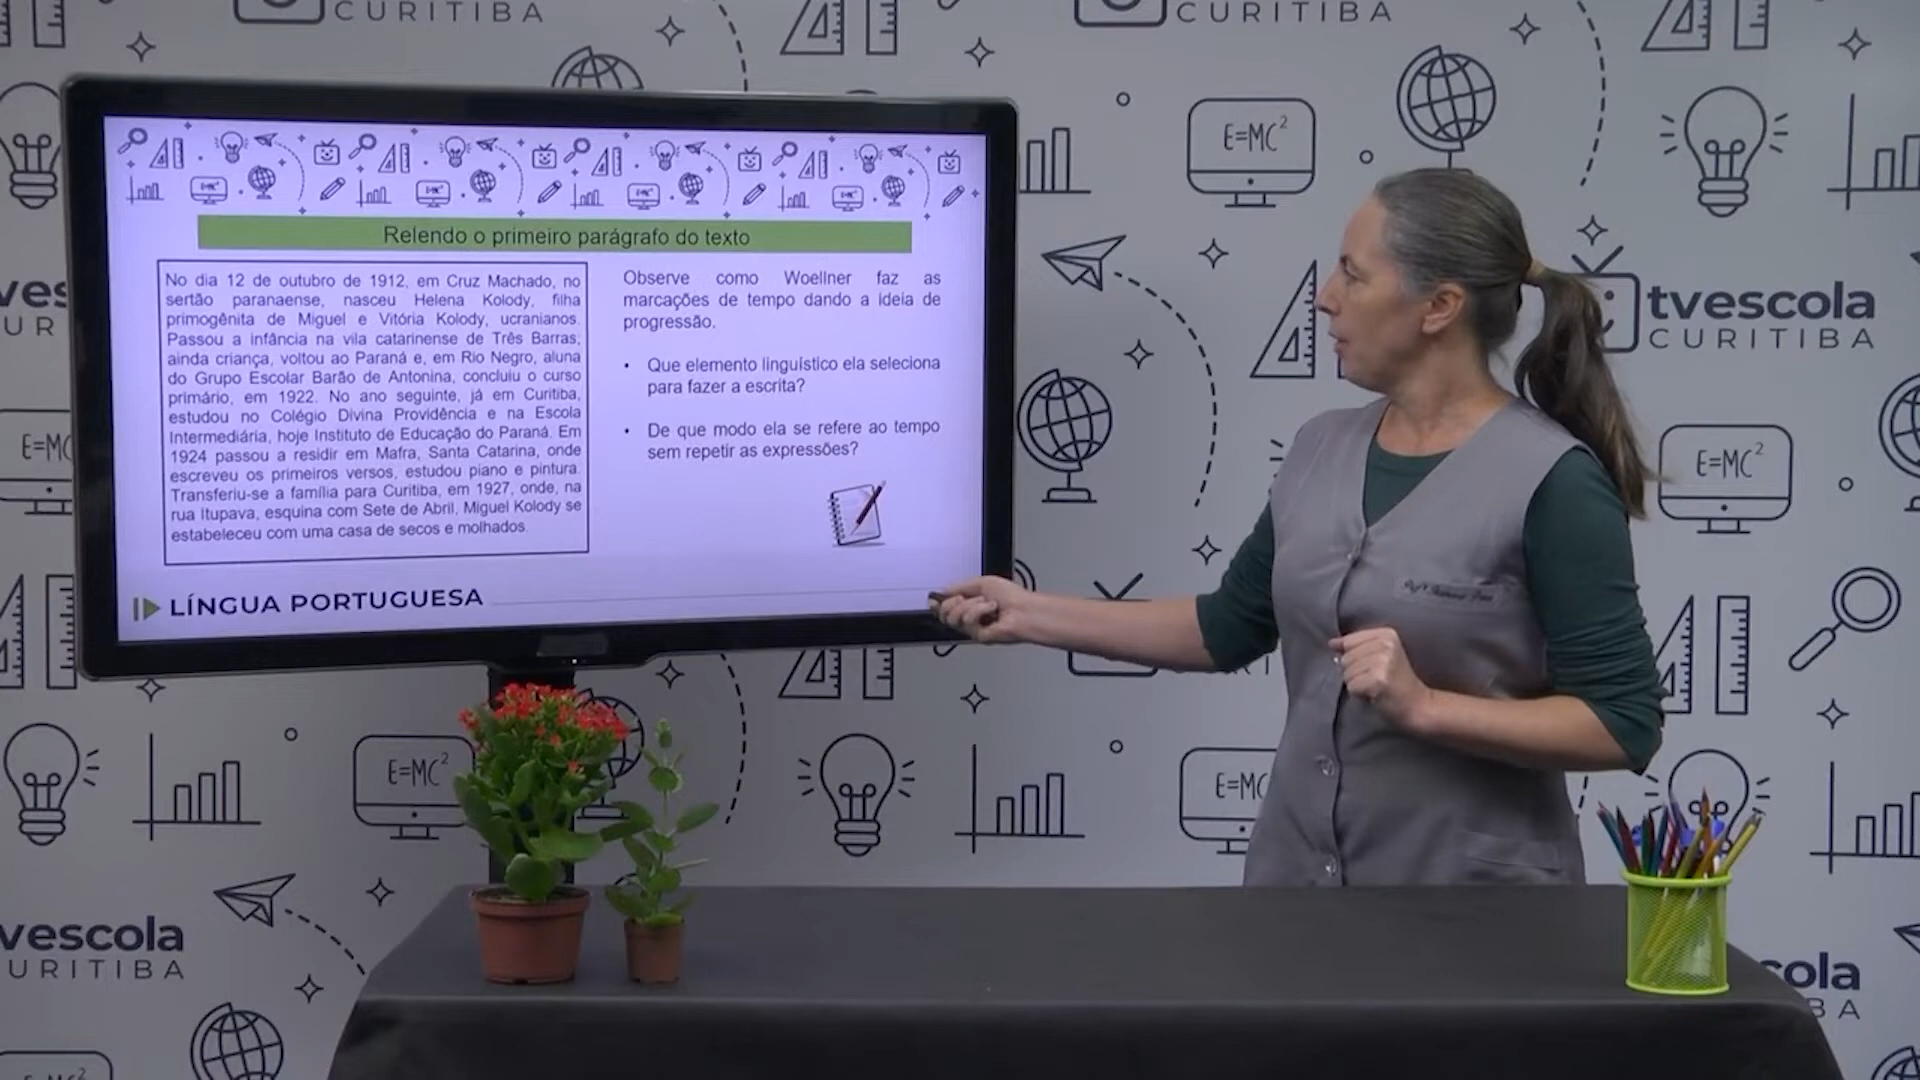 CURITIBA
CURITIBA
Relendo o primeiro parágrafo do texto
No dia 12 de outubro de 1912, em Cruz Machado, no
sertão paranaense, nasceu Helena Kolody, filha
primogênita de Miguel e Vitória Kolody, ucranianos.
Passou a infância na vila catarinense de Três Barras;
ainda criança, voltou ao Paraná e, em Rio Negro, aluna
do Grupo Escolar Barão de Antonina, concluiu o curso
primário, em 1922. No ano seguinte, já em Curitiba,
estudou no Colégio Divina Providência e na Escola
Intermediária, hoje Instituto de Educação do Paraná. Em
1924 passou a residir em Mafra, Santa Catarina, onde
escreveu os primeiros versos, estudou piano e pintura.
Transferiu-se a família para Curitiba, em 1927, onde, na
rua Itupava, esquina com Sete de Abril, Miguel Kolody se
estabeleceu com uma casa de secos e molhados.
Observe como Woellner faz as
marcações de tempo dando a ideia de
progressão.
• Que elemento linguístico ela seleciona
para fazer a escrita?
• De que modo ela se refere ao tempo
sem repetir as expressões?
LÍNGUA PORTUGUESA
E=MC²
tvescola
CURITIBA
E=MC
E=MC²
E=MC²
E=MC
vescola
URITIBA
cola
BA